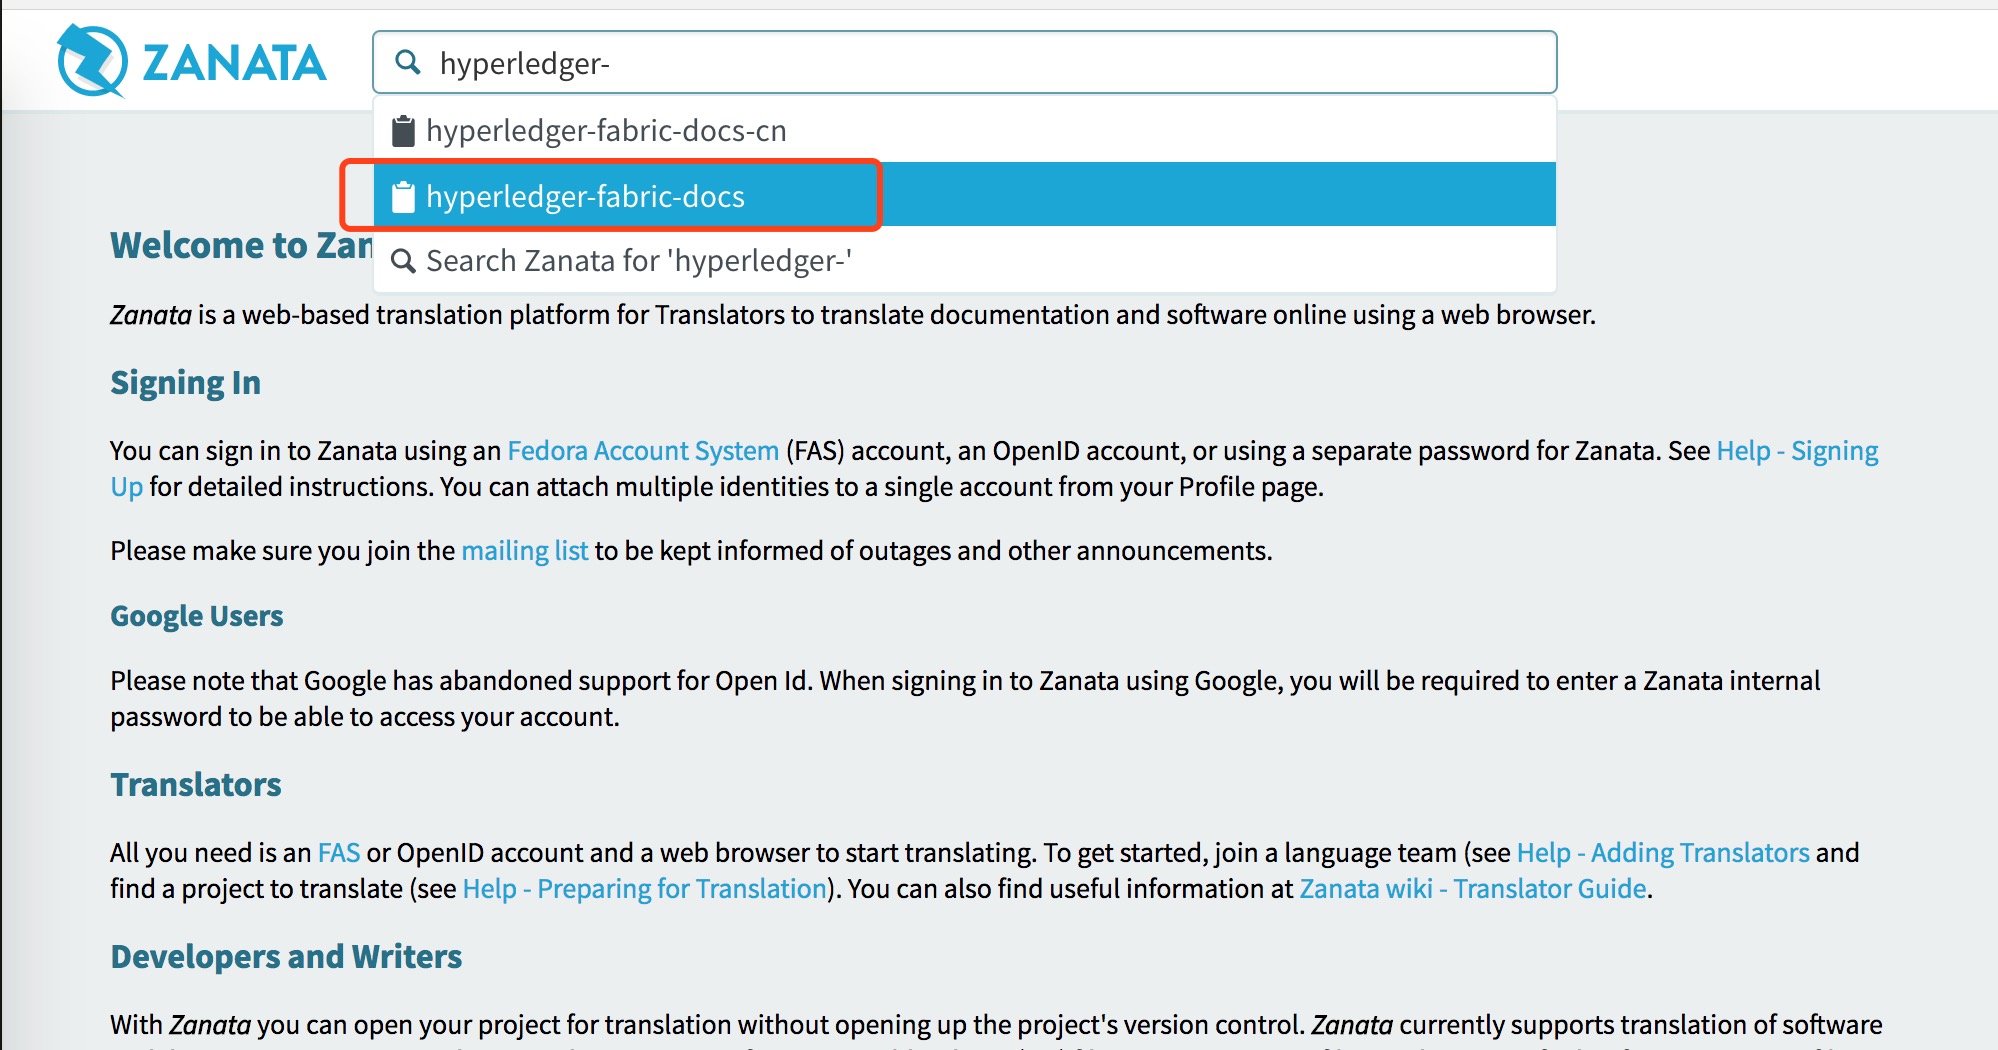 ZANATA
hyperledger-
hyperledger-fabric-docs-cn
hyperledger-fabric-docs
Search Zanata for 'hyperledger-'
Welcome to Zan
Zanata is a web-based translation platform for Translators to translate documentation and software online using a web browser.
Signing In
You can sign in to Zanata using an Fedora Account System (FAS) account, an OpenID account, or using a separate password for Zanata. See Help - Signing
Up for detailed instructions. You can attach multiple identities to a single account from your Profile page.
Please make sure you join the mailing list to be kept informed of outages and other announcements.
Google Users
Please note that Google has abandoned support for Open Id. When signing in to Zanata using Google, you will be required to enter a Zanata internal
password to be able to access your account.
Translators
All you need is an FAS or OpenID account and a web browser to start translating. To get started, join a language team (see Help - Adding Translators and
find a project to translate (see Help - Preparing for Translation). You can also find useful information at Zanata wiki - Translator Guide.
Developers and Writers
With Zanata you can open your project for translation without opening up the project's version control. Zanata currently supports translation of software